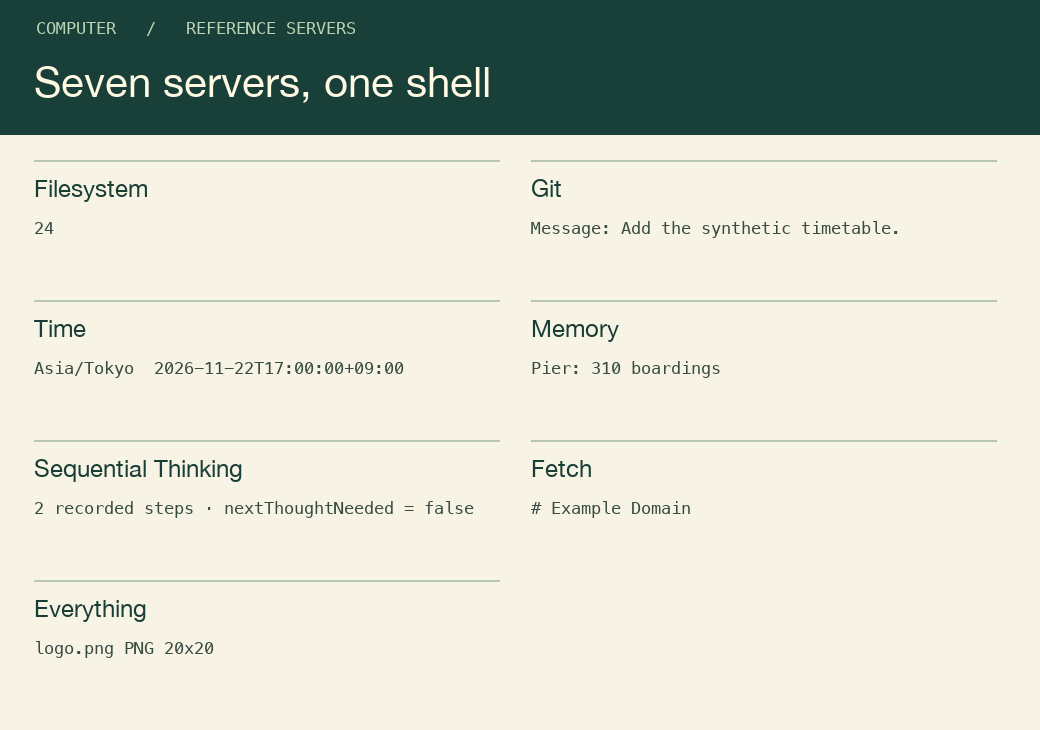 COMPUTER / REFERENCE SERVERS
Seven servers, one shell
Filesystem
24
Git
Message: Add the synthetic timetable.
Time
Asia/Tokyo  2026-11-22T17:00:00+09:00
Memory
Pier: 310 boardings
Sequential Thinking
2 recorded steps · nextThoughtNeeded = false
Fetch
# Example Domain
Everything
logo.png PNG 20x20